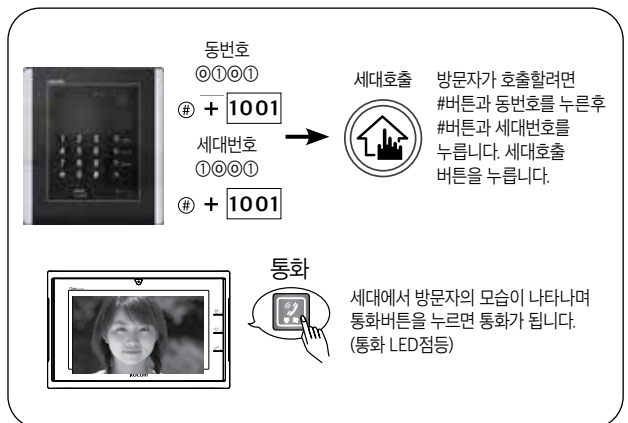 동번호
⓪①⓪①
# + 1001
세대번호
①⓪⓪①
# + 1001
세대호출
방문자가 호출할려면
#버튼과 동번호를 누른후
#버튼과 세대번호를
누릅니다. 세대호출
버튼을 누릅니다.
통화
세대에서 방문자의 모습이 나타나며
통화버튼을 누르면 통화가 됩니다.
(통화 LED점등)
KOCOM